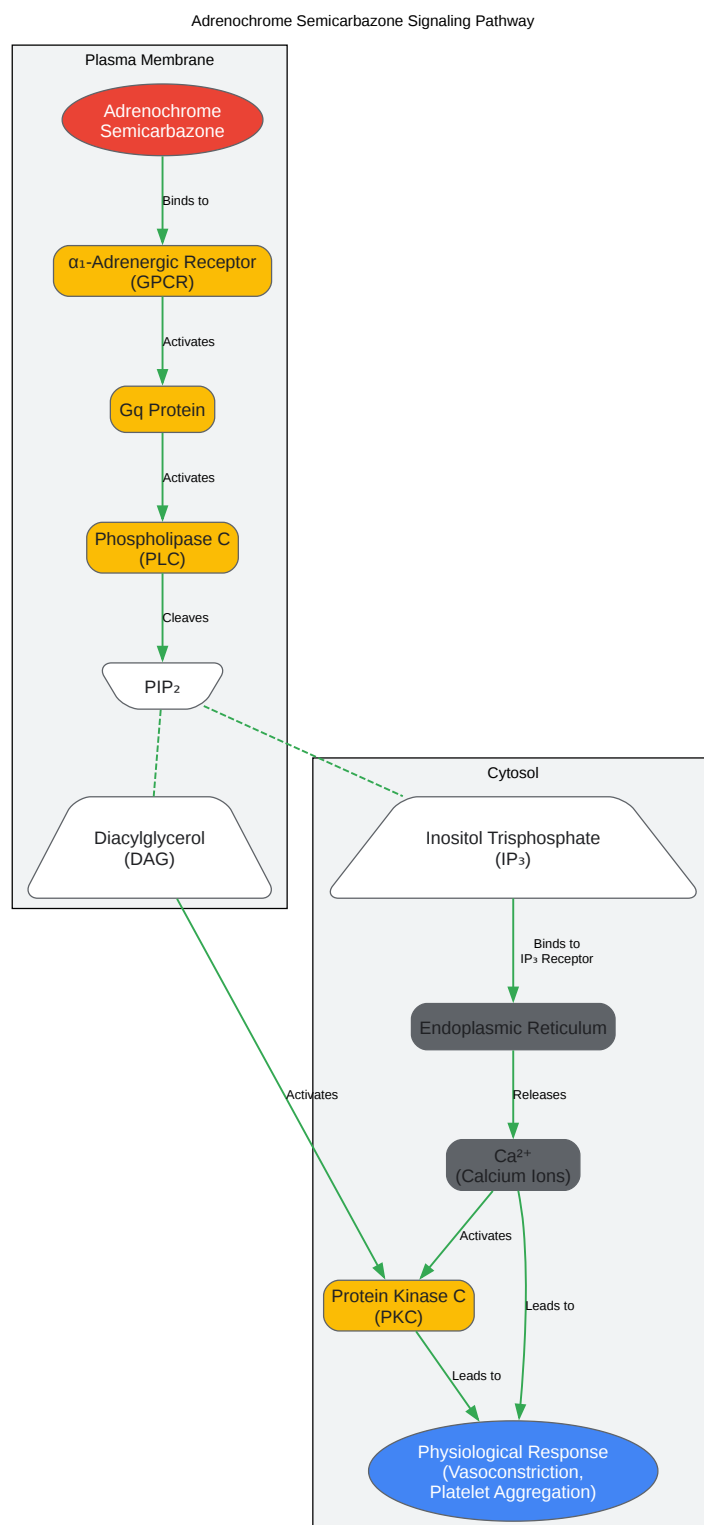 Adrenochrome Semicarbazone Signaling Pathway
Plasma Membrane
Adrenochrome
Semicarbazone
Binds to
α₁-Adrenergic Receptor
(GPCR)
Activates
Gq Protein
Activates
Phospholipase C
(PLC)
Cleaves
PIP₂
Diacylglycerol
(DAG)
Cytosol
Inositol Trisphosphate
(IP₃)
Binds to
IP₃ Receptor
Endoplasmic Reticulum
Releases
Ca²⁺
(Calcium Ions)
Activates
Activates
Protein Kinase C
(PKC)
Leads to
Leads to
Physiological Response
(Vasoconstriction,
Platelet Aggregation)